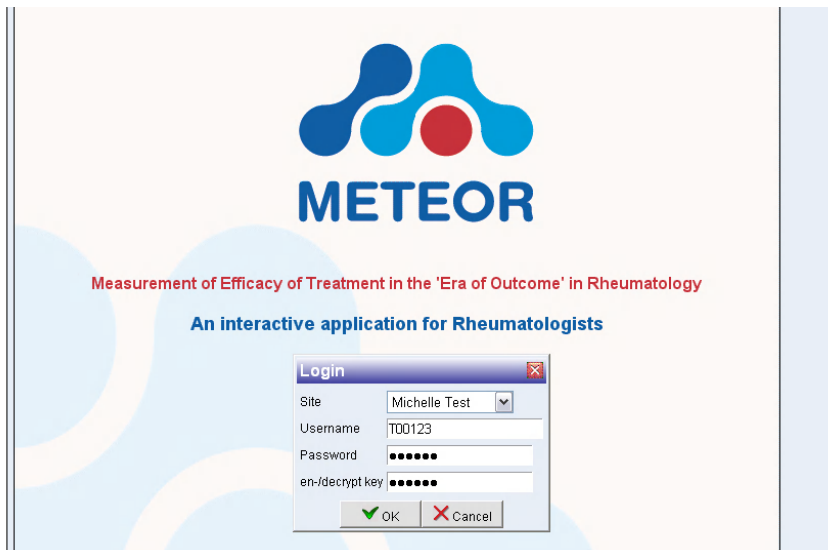 METEOR
Measurement of Efficacy of Treatment in the 'Era of Outcome' in Rheumatology
An interactive application for Rheumatologists
Login
Site Michelle Test
Username T00123
Password ●●●●●●
en-/decrypt key ●●●●●●
OK Cancel